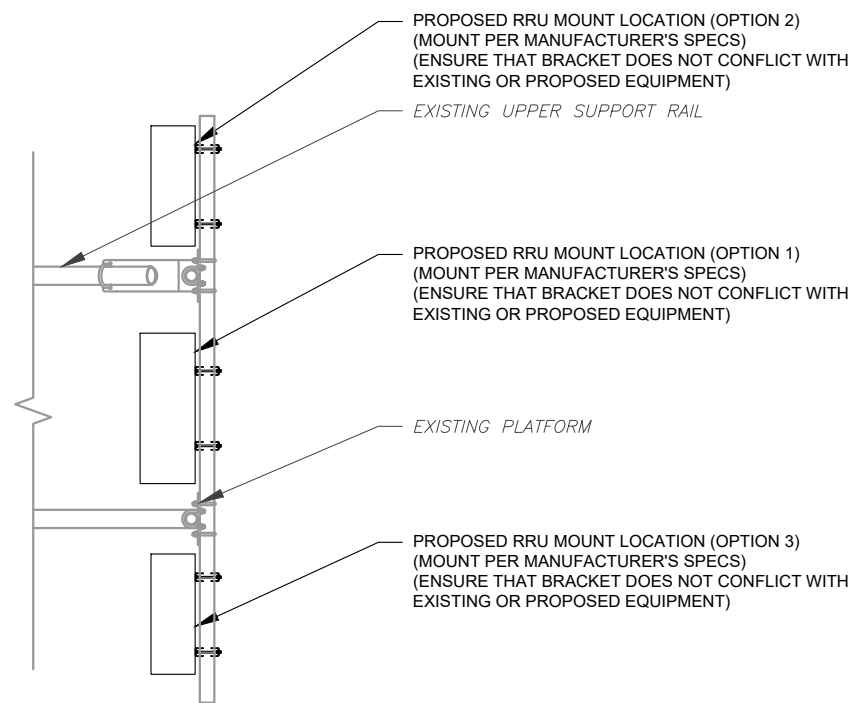 PROPOSED RRU MOUNT LOCATION (OPTION 2)
(MOUNT PER MANUFACTURER'S SPECS)
(ENSURE THAT BRACKET DOES NOT CONFLICT WITH
EXISTING OR PROPOSED EQUIPMENT)
EXISTING UPPER SUPPORT RAIL
PROPOSED RRU MOUNT LOCATION (OPTION 1)
(MOUNT PER MANUFACTURER'S SPECS)
(ENSURE THAT BRACKET DOES NOT CONFLICT WITH
EXISTING OR PROPOSED EQUIPMENT)
EXISTING PLATFORM
PROPOSED RRU MOUNT LOCATION (OPTION 3)
(MOUNT PER MANUFACTURER'S SPECS)
(ENSURE THAT BRACKET DOES NOT CONFLICT WITH
EXISTING OR PROPOSED EQUIPMENT)